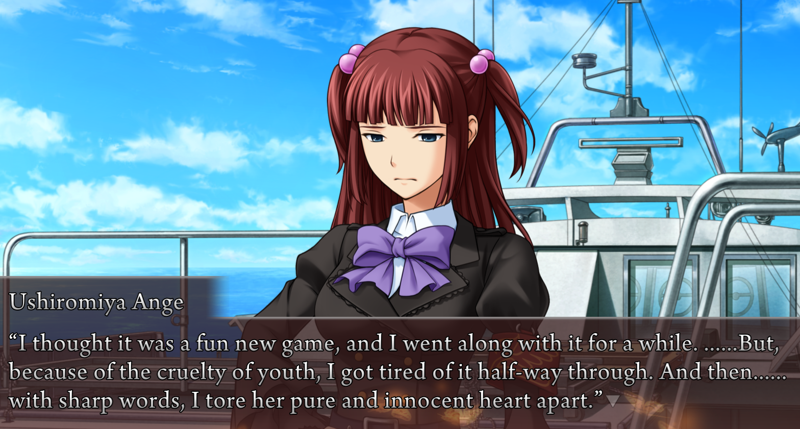 Ushiromiya Ange
“I thought it was a fun new game, and I went along with it for a while. ......But,
because of the cruelty of youth, I got tired of it half-way through. And then......
with sharp words, I tore her pure and innocent heart apart.”